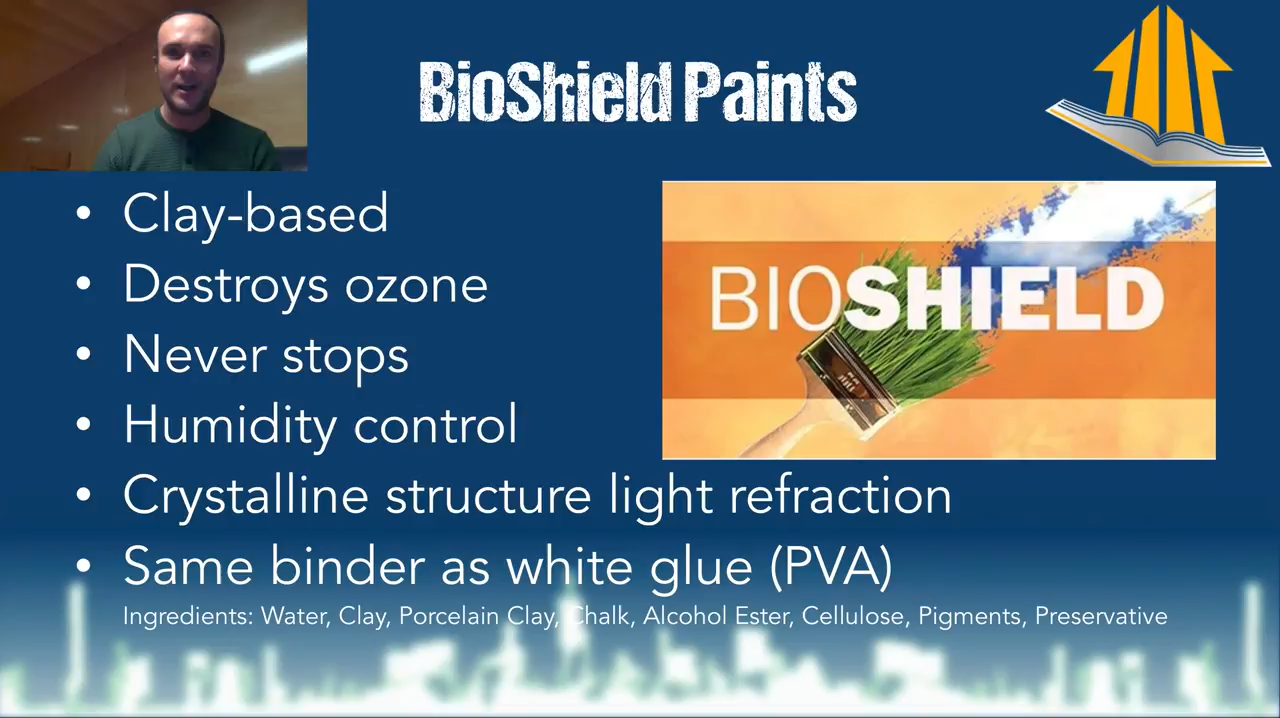 BioShield Paints
• Clay-based
• Destroys ozone
• Never stops
• Humidity control
• Crystalline structure light refraction
• Same binder as white glue (PVA)
Ingredients: Water, Clay, Porcelain Clay, Chalk, Alcohol Ester, Cellulose, Pigments, Preservative
BIOSHIELD